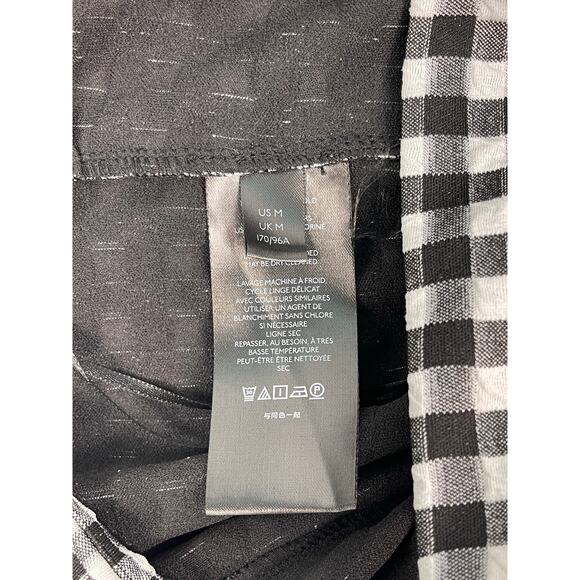 US M
UK M
170/96A
MAY BE DRY CLEANED
LAVAGE MACHINE À FROID,
CYCLE LINGE DÉLICAT
AVEC COULEURS SIMILAIRES
UTILISER UN AGENT DE
BLANCHIMENT SANS CHLORE
SI NÉCESSAIRE
LIGNE SEC
REPASSER, AU BESOIN, À TRÈS
BASSE TEMPÉRATURE
PEUT-ÊTRE ÊTRE NETTOYÉE
SEC
与同色一起